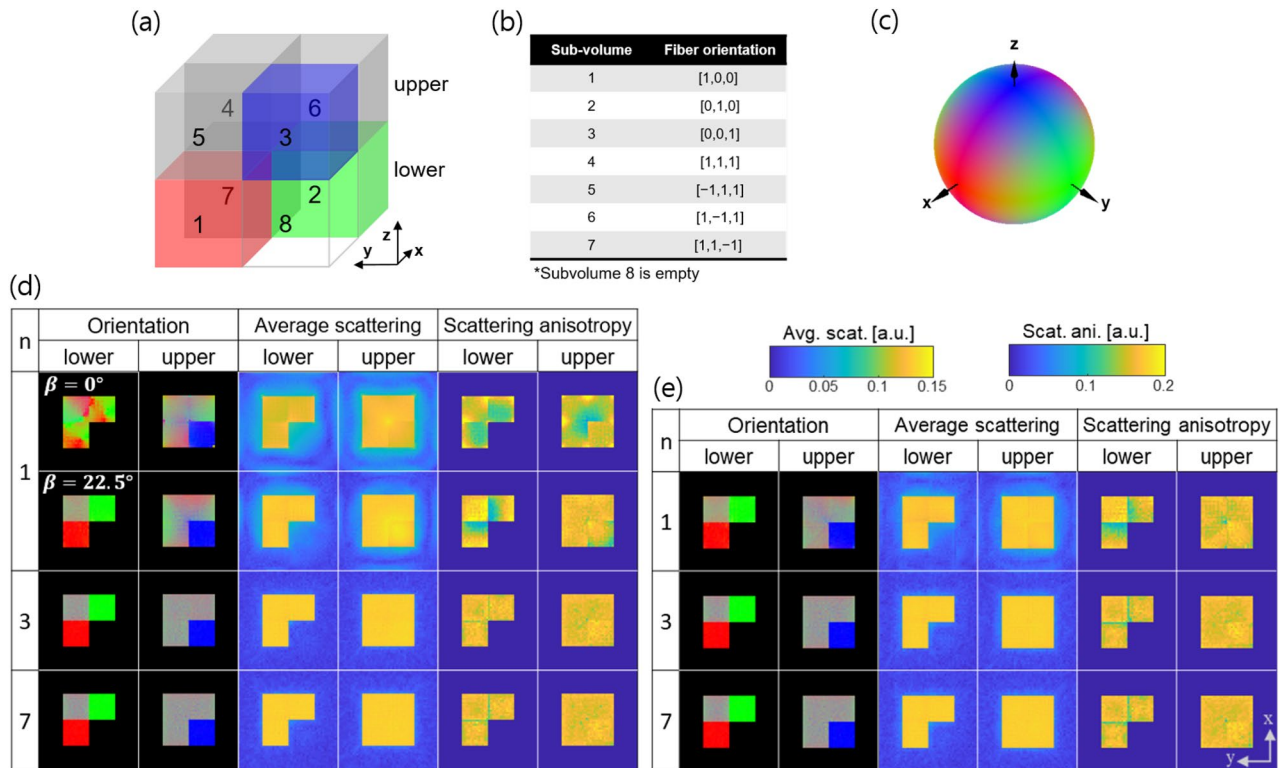 (a)
4
6
upper
5
3
lower
7
2
1
8
z
y
x
(b)
Sub-volume Fiber orientation
1 [1,0,0]
2 [0,1,0]
3 [0,0,1]
4 [1,1,1]
5 [−1,1,1]
6 [1,−1,1]
7 [1,1,−1]
*Subvolume 8 is empty
(c)
z
x
y
(d)
n Orientation Average scattering Scattering anisotropy
lower upper lower upper lower upper
β = 0°
1
β = 22.5°
3
7
Avg. scat. [a.u.]
0 0.05 0.1 0.15
Scat. ani. [a.u.]
0 0.1 0.2
(e)
n Orientation Average scattering Scattering anisotropy
lower upper lower upper lower upper
1
3
7
x
y